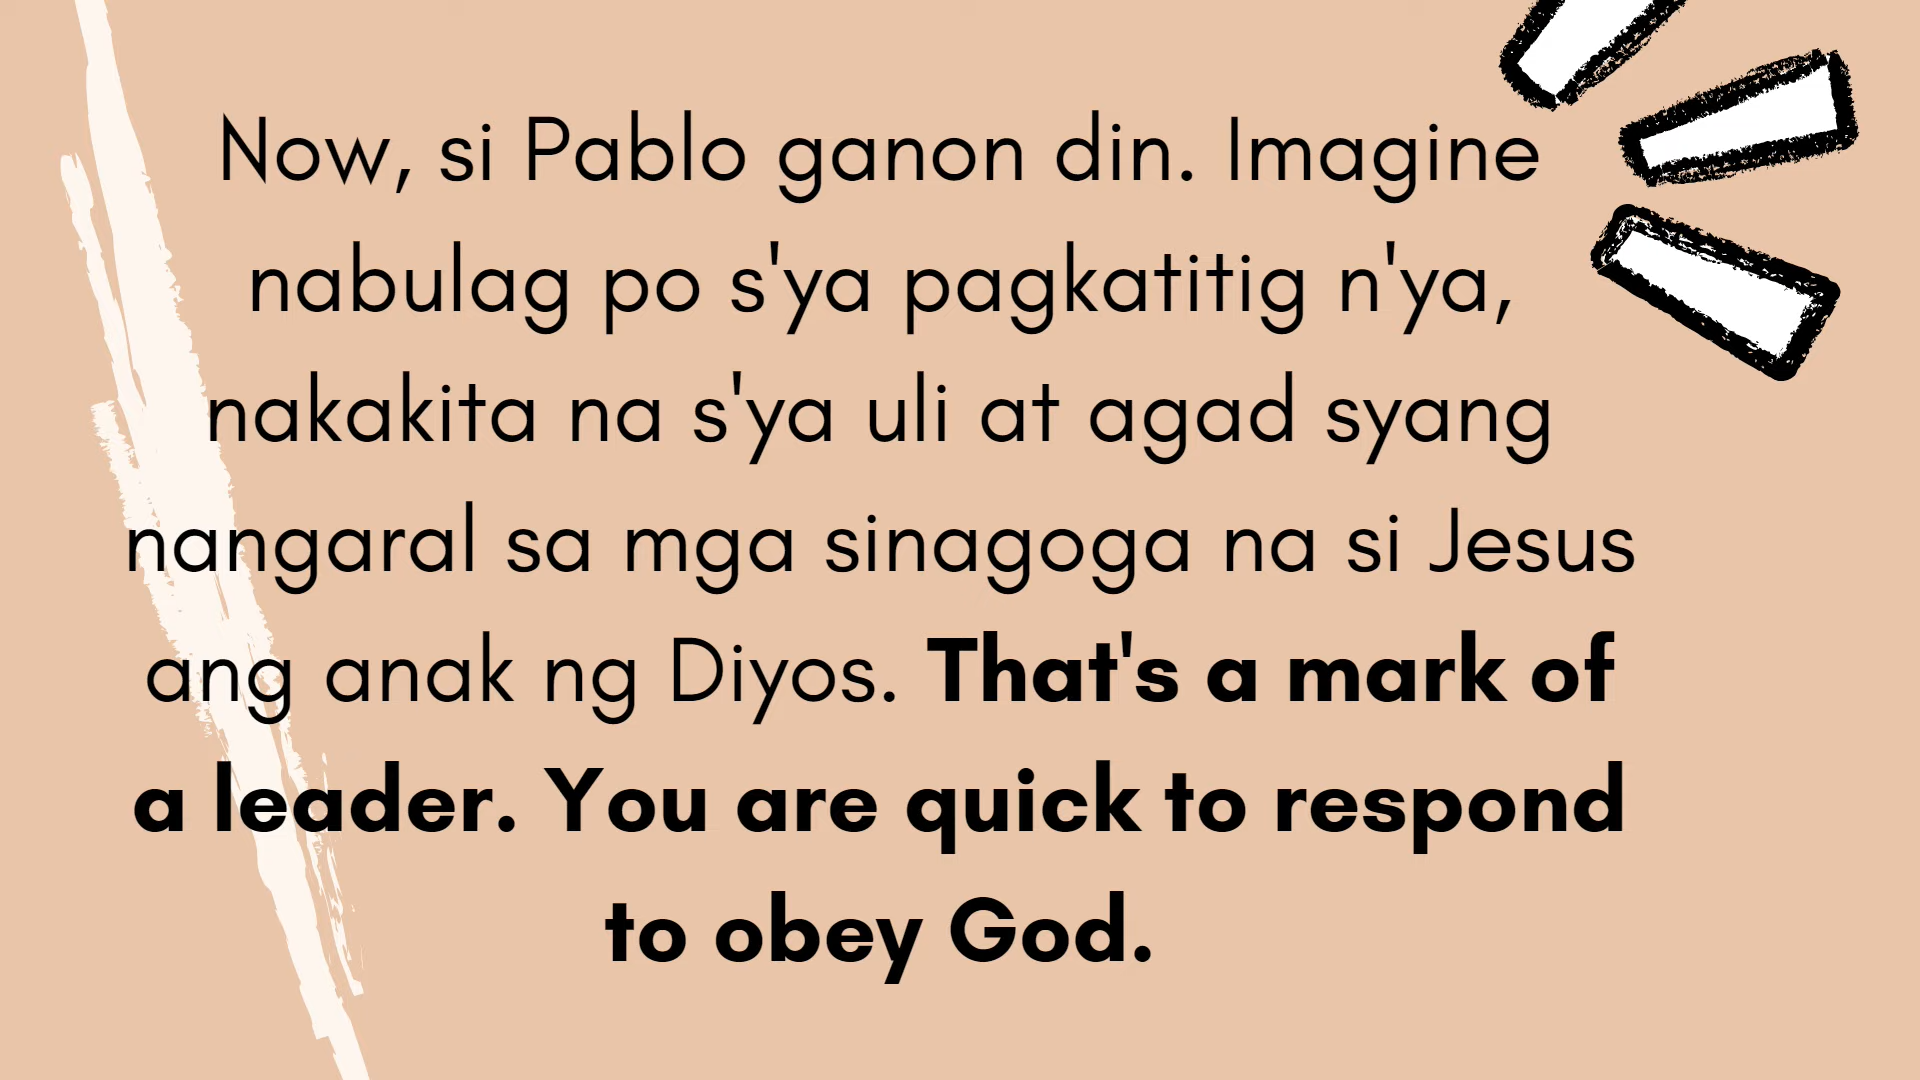 Now, si Pablo ganon din. Imagine
nabulag po s'ya pagkatitig n'ya,
nakakita na s'ya uli at agad syang
nangaral sa mga sinagoga na si Jesus
ang anak ng Diyos. That's a mark of
a leader. You are quick to respond
to obey God.